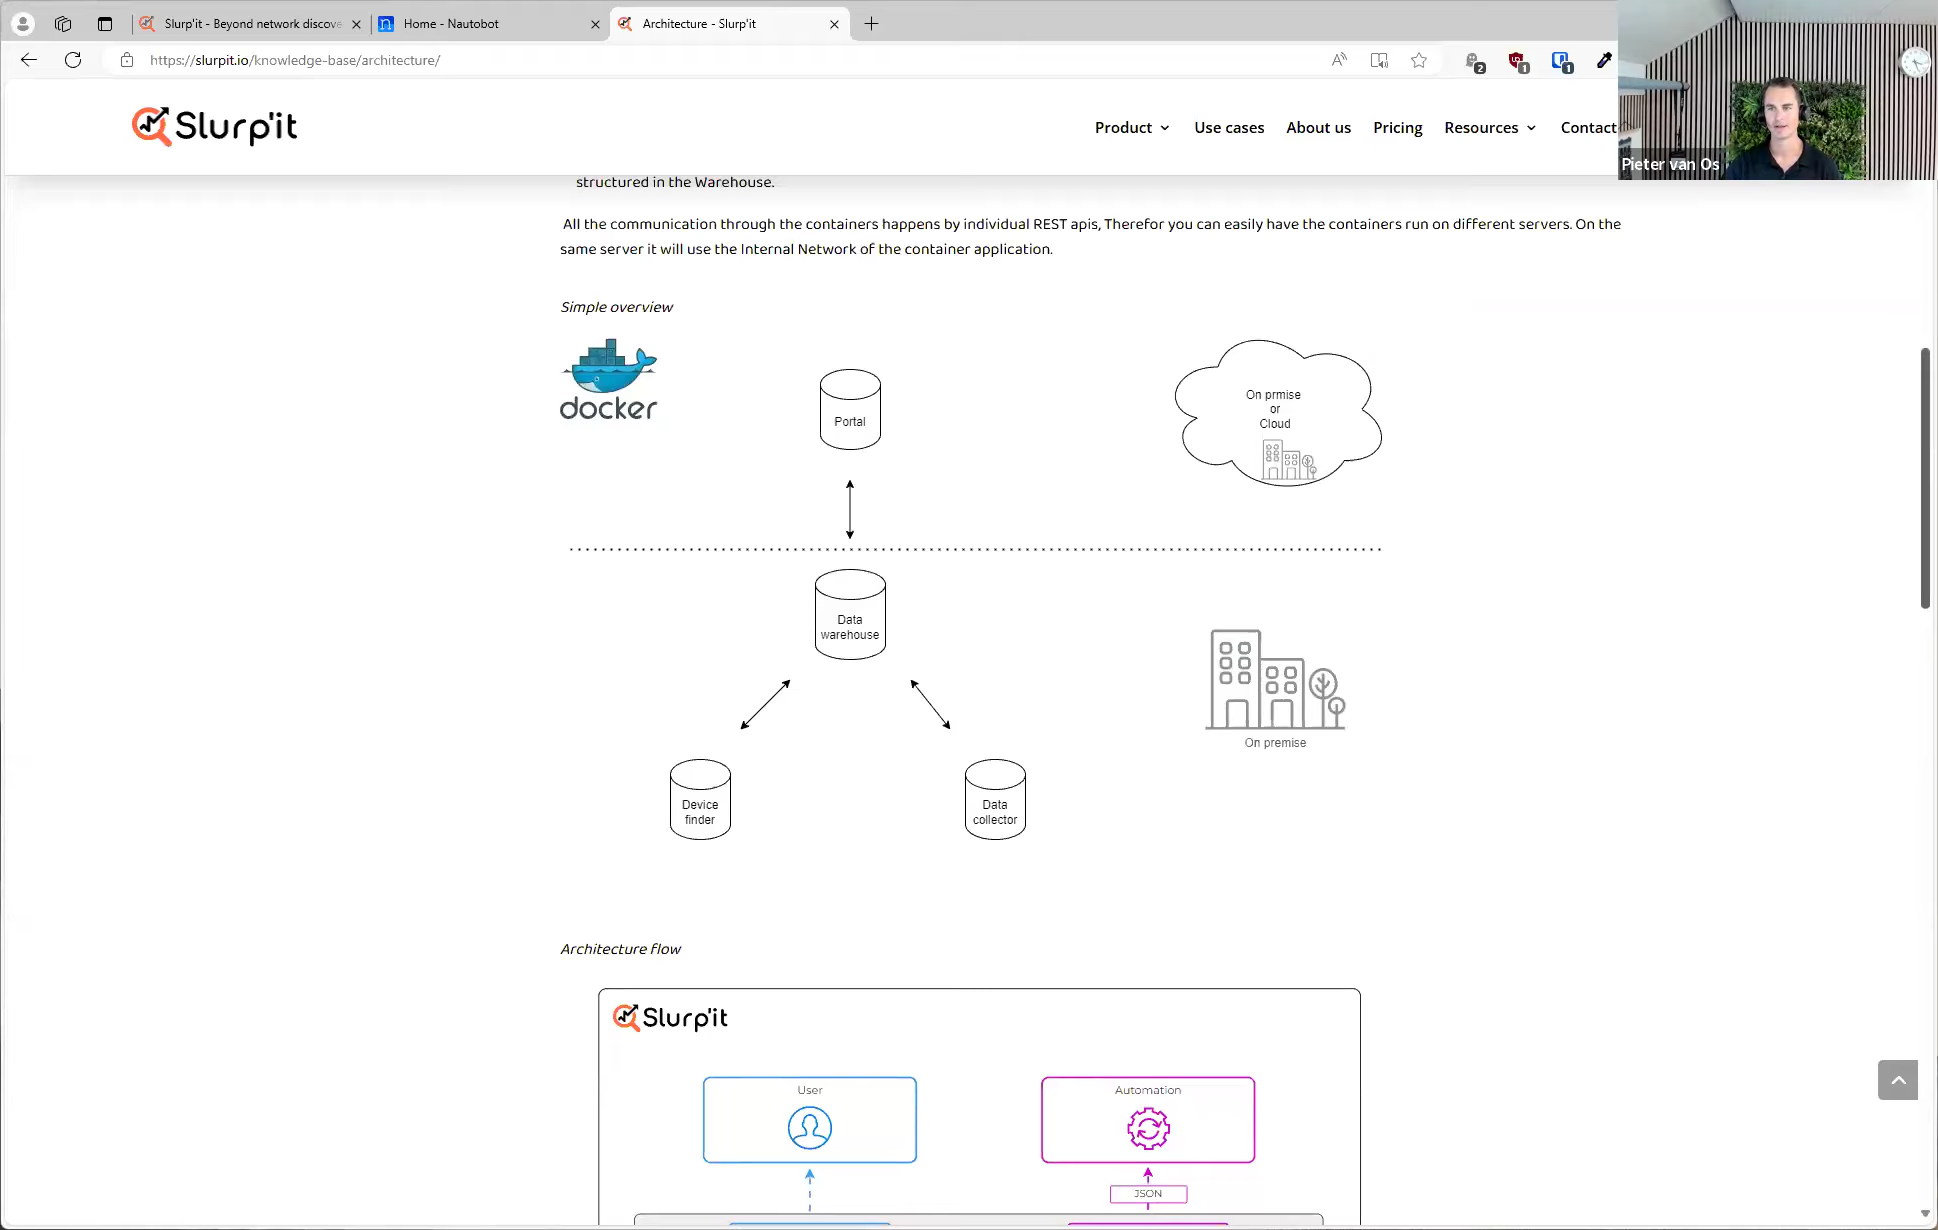 Slurp'it - Beyond network discove
Home - Nautobot
Architecture - Slurp'it
https://slurpit.io/knowledge-base/architecture/
2
1
1
Slurp'it
Product
Use cases
About us
Pricing
Resources
Contact
Pieter van Os
structured in the Warehouse.
All the communication through the containers happens by individual REST apis, Therefor you can easily have the containers run on different servers. On the
same server it will use the Internal Network of the container application.
Simple overview
docker
Portal
On prmise
or
Cloud
Data
warehouse
On premise
Device
finder
Data
collector
Architecture flow
Slurp'it
User
Automation
JSON